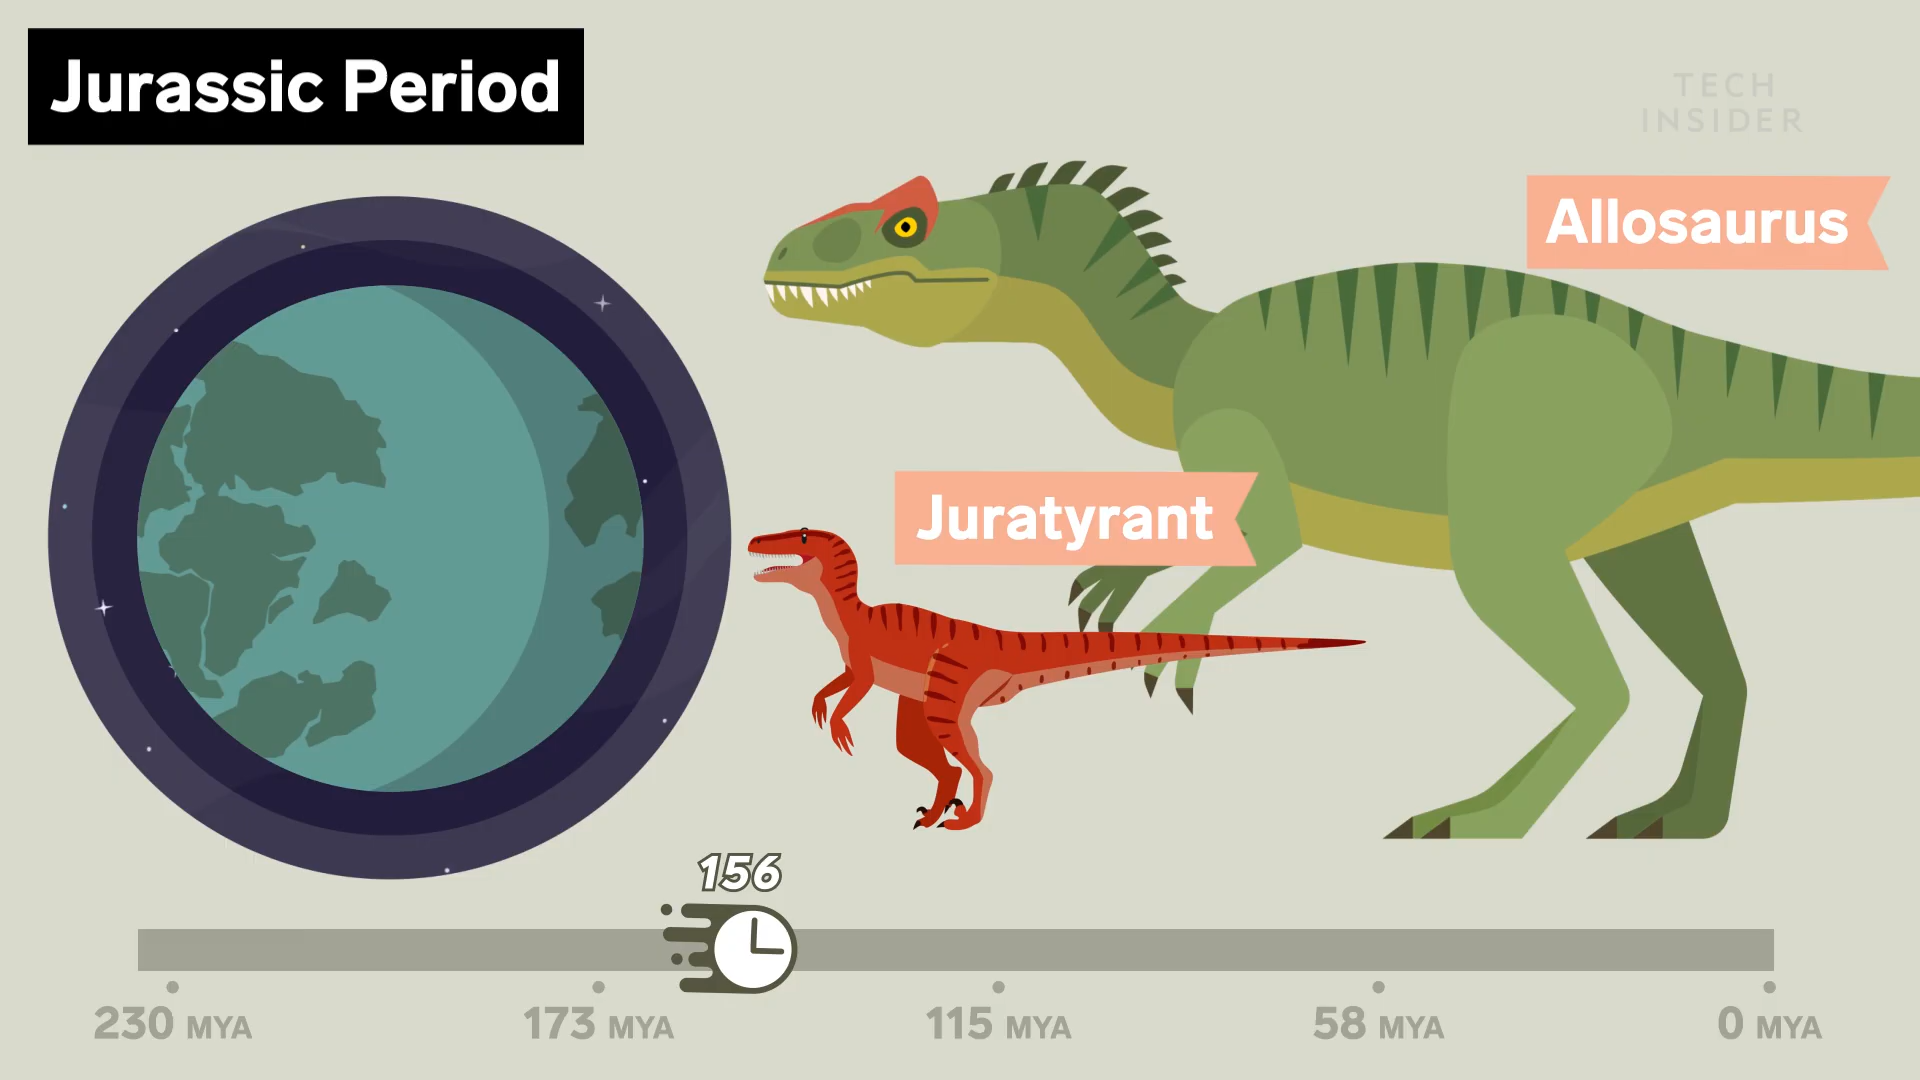 Jurassic Period
TECH
INSIDER
Allosaurus
Juratyrant
156
230 MYA
173 MYA
115 MYA
58 MYA
0 MYA